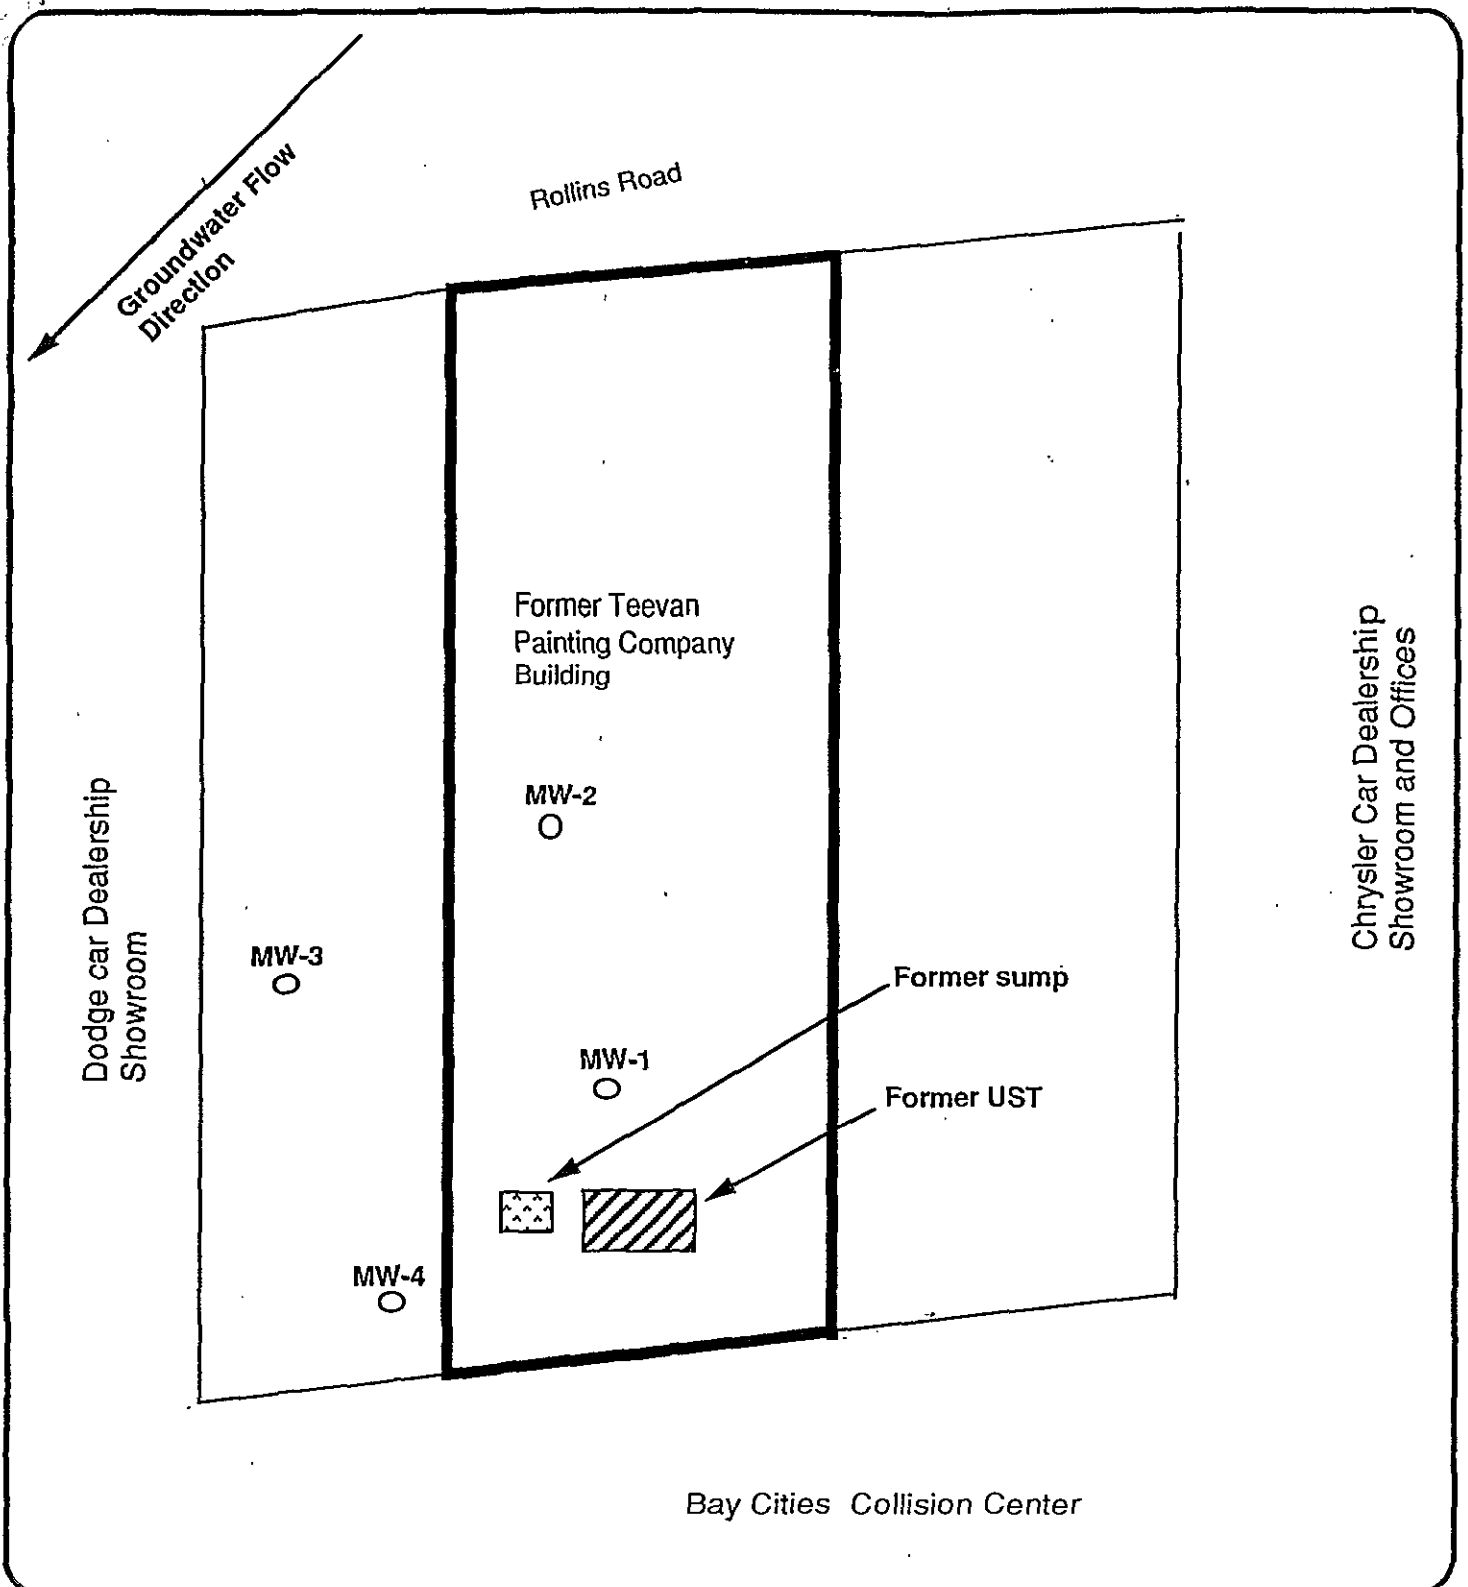 Groundwater Flow
Direction
Rollins Road
Former Teevan
Painting Company
Building
MW-2
Dodge car Dealership
Showroom
Chrysler Car Dealership
Showroom and Offices
MW-3
Former sump
MW-1
Former UST
MW-4
Bay Cities Collision Center